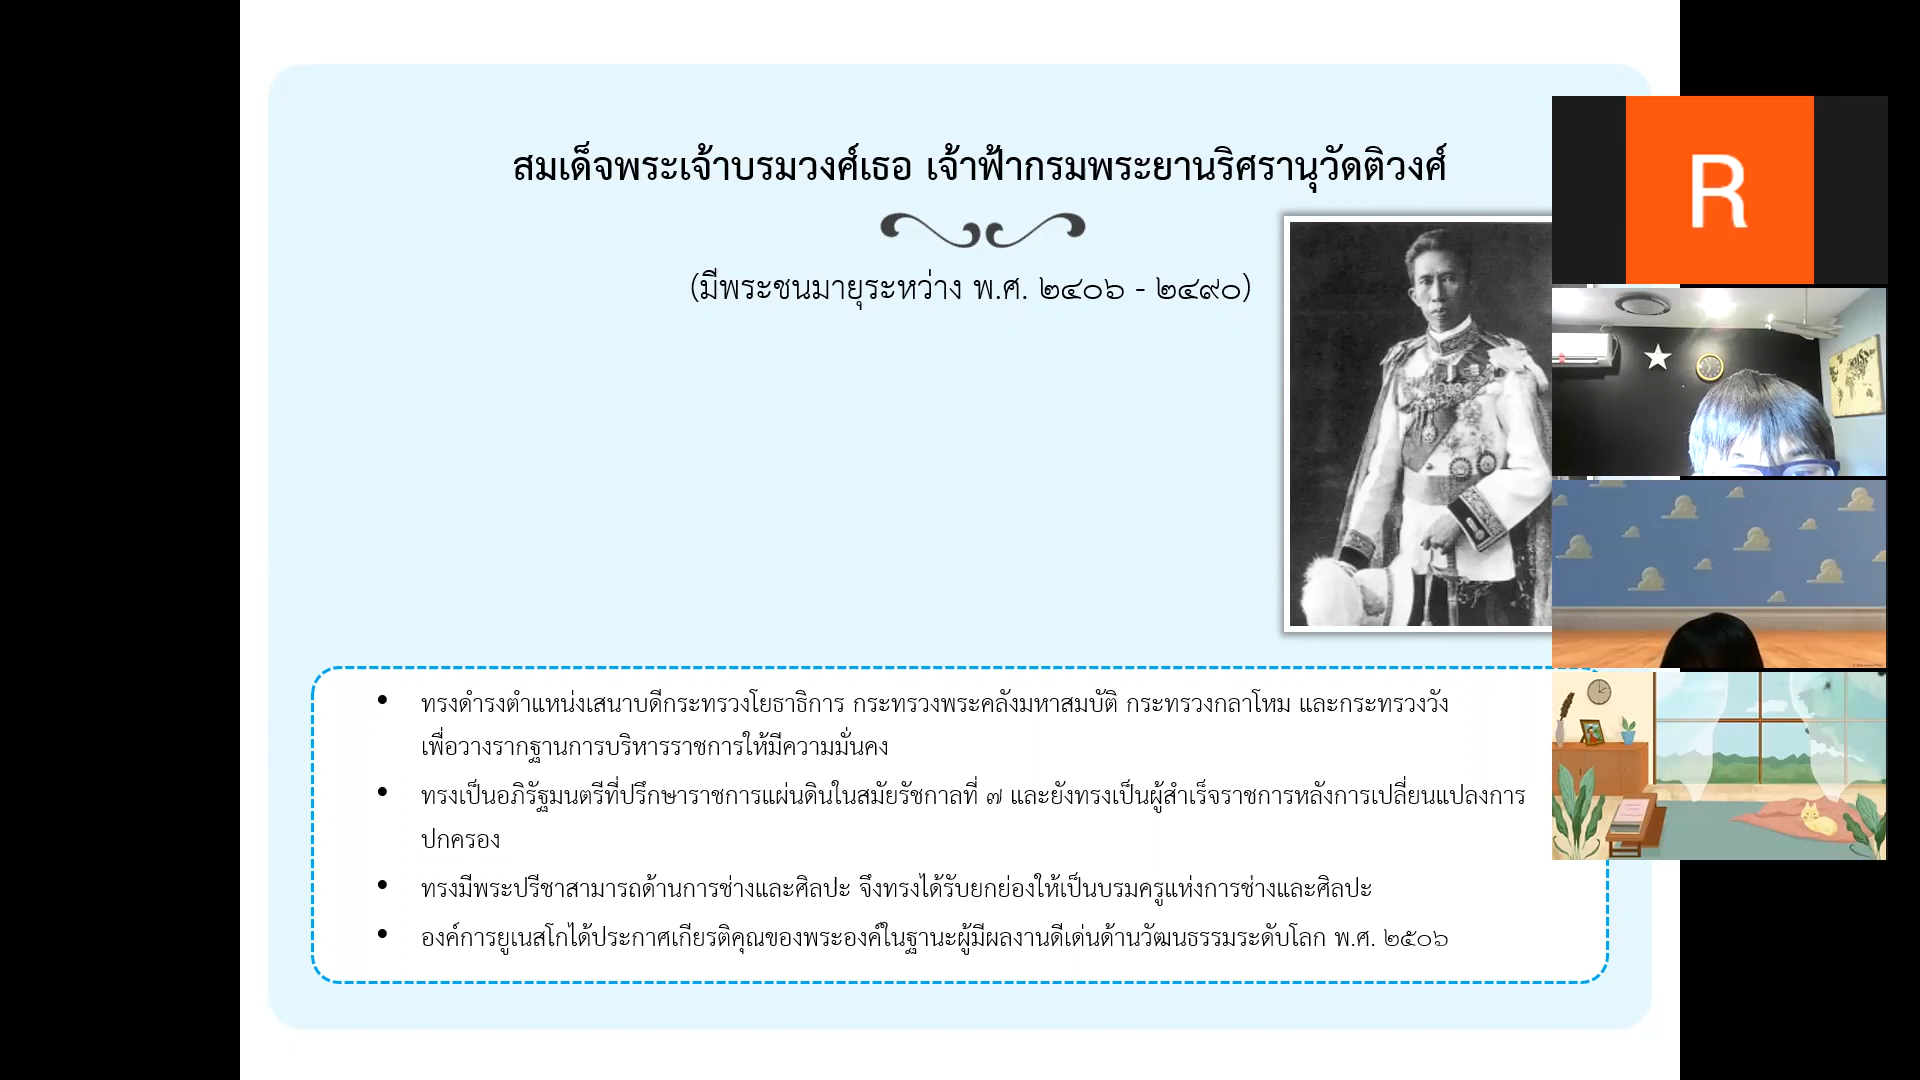 สมเด็จพระเจ้าบรมวงศ์เธอ เจ้าฟ้ากรมพระยานริศรานุวัดติวงศ์
(มีพระชนมายุระหว่าง พ.ศ. ๒๔๐๖ - ๒๔๙๐)
R
• ทรงดำรงตำแหน่งเสนาบดีกระทรวงโยธาธิการ กระทรวงพระคลังมหาสมบัติ กระทรวงกลาโหม และกระทรวงวัง
เพื่อวางรากฐานการบริหารราชการให้มีความมั่นคง
• ทรงเป็นอภิรัฐมนตรีที่ปรึกษาราชการแผ่นดินในสมัยรัชกาลที่ ๗ และยังทรงเป็นผู้สำเร็จราชการหลังการเปลี่ยนแปลงการ
ปกครอง
• ทรงมีพระปรีชาสามารถด้านการช่างและศิลปะ จึงทรงได้รับยกย่องให้เป็นบรมครูแห่งการช่างและศิลปะ
• องค์การยูเนสโกได้ประกาศเกียรติคุณของพระองค์ในฐานะผู้มีผลงานดีเด่นด้านวัฒนธรรมระดับโลก พ.ศ. ๒๕๐๖